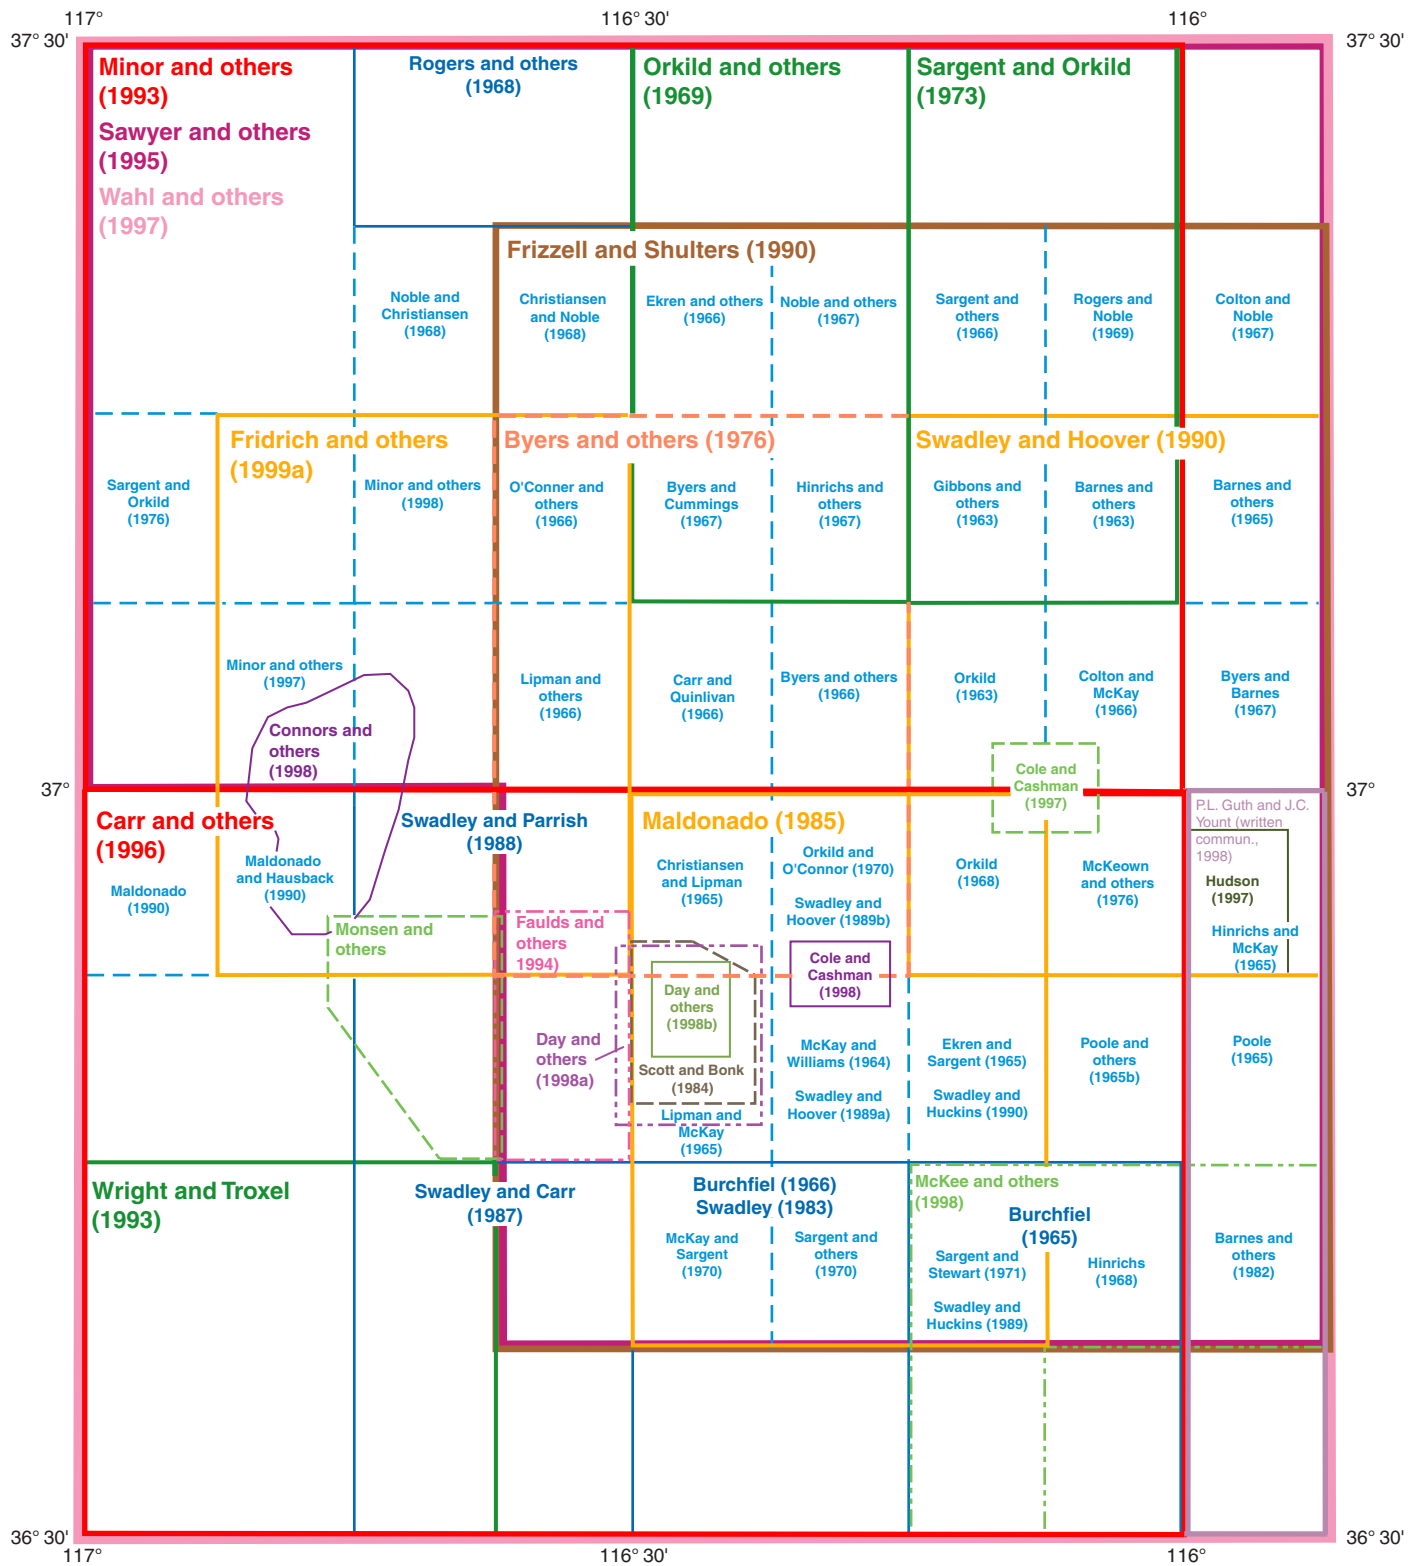 117°
116° 30'
116°
37° 30'
37° 30'
Minor and others
(1993)
Sawyer and others
(1995)
Wahl and others
(1997)
Rogers and others
(1968)
Orkild and others
(1969)
Sargent and Orkild
(1973)
Frizzell and Shulters (1990)
Noble and
Christiansen
(1968)
Christiansen
and Noble
(1968)
Ekren and others
(1966)
Noble and others
(1967)
Sargent and
others
(1966)
Rogers and
Noble
(1969)
Colton and
Noble
(1967)
Fridrich and others
(1999a)
Byers and others (1976)
Swadley and Hoover (1990)
Sargent and
Orkild
(1976)
Minor and others
(1998)
O'Conner and
others
(1966)
Byers and
Cummings
(1967)
Hinrichs and
others
(1967)
Gibbons and
others
(1963)
Barnes and
others
(1963)
Barnes and
others
(1965)
Minor and others
(1997)
Lipman and
others
(1966)
Carr and
Quinlivan
(1966)
Byers and others
(1966)
Orkild
(1963)
Colton and
McKay
(1966)
Byers and
Barnes
(1967)
Connors and
others
(1998)
Cole and
Cashman
(1997)
37°
37°
Carr and others
(1996)
Swadley and Parrish
(1988)
Maldonado (1985)
P.L. Guth and J.C.
Yount (written
commun.,
1998)
Maldonado
(1990)
Maldonado
and Hausback
(1990)
Christiansen
and Lipman
(1965)
Orkild and
O'Connor (1970)
Swadley and
Hoover (1989b)
Orkild
(1968)
McKeown
and others
(1976)
Hudson
(1997)
Hinrichs and
McKay
(1965)
Monsen and
others
Faulds and
others
1994)
Cole and
Cashman
(1998)
Day and
others
(1998b)
Day and
others
(1998a)
Scott and Bonk
(1984)
Lipman and
McKay
(1965)
McKay and
Williams (1964)
Swadley and
Hoover (1989a)
Ekren and
Sargent (1965)
Swadley and
Huckins (1990)
Poole and
others
(1965b)
Poole
(1965)
Wright and Troxel
(1993)
Swadley and Carr
(1987)
Burchfiel (1966)
Swadley (1983)
McKay and
Sargent
(1970)
Sargent and
others
(1970)
McKee and others
(1998)
Burchfiel
(1965)
Sargent and
Stewart (1971)
Swadley and
Huckins (1989)
Hinrichs
(1968)
Barnes and
others
(1982)
36° 30'
36° 30'
117°
116° 30'
116°